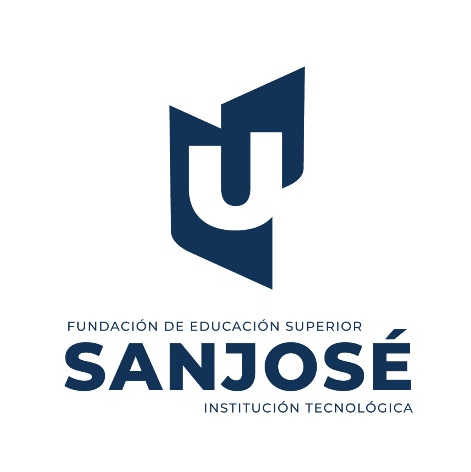 U
FUNDACIÓN DE EDUCACIÓN SUPERIOR
SANJOSÉ
INSTITUCIÓN TECNOLÓGICA